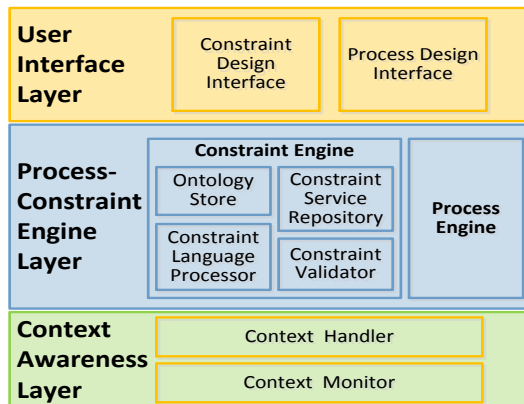 User
Interface
Layer
Constraint
Design
Interface
Process Design
Interface
Process-
Constraint
Engine
Layer
Constraint Engine
Ontology
Store
Constraint
Service
Repository
Constraint
Language
Processor
Constraint
Validator
Process
Engine
Context
Awareness
Layer
Context Handler
Context Monitor